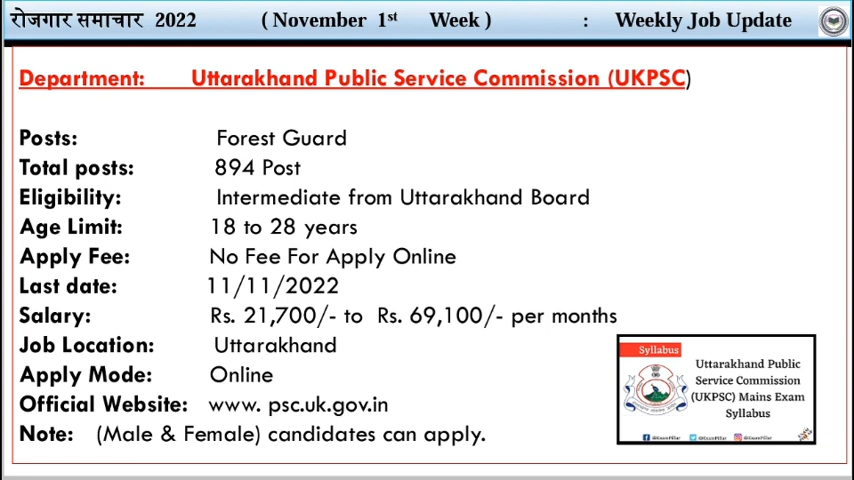 रोजगार समाचार 2022 ( November 1st Week ) : Weekly Job Update
Department: Uttarakhand Public Service Commission (UKPSC)
Posts: Forest Guard
Total posts: 894 Post
Eligibility: Intermediate from Uttarakhand Board
Age Limit: 18 to 28 years
Apply Fee: No Fee For Apply Online
Last date: 11/11/2022
Salary: Rs. 21,700/- to Rs. 69,100/- per months
Job Location: Uttarakhand
Apply Mode: Online
Official Website: www. psc.uk.gov.in
Note: (Male & Female) candidates can apply.
Syllabus
Uttarakhand Public
Service Commission
(UKPSC) Mains Exam
Syllabus
@ExamPillar @ExamPillar @ExamPillar